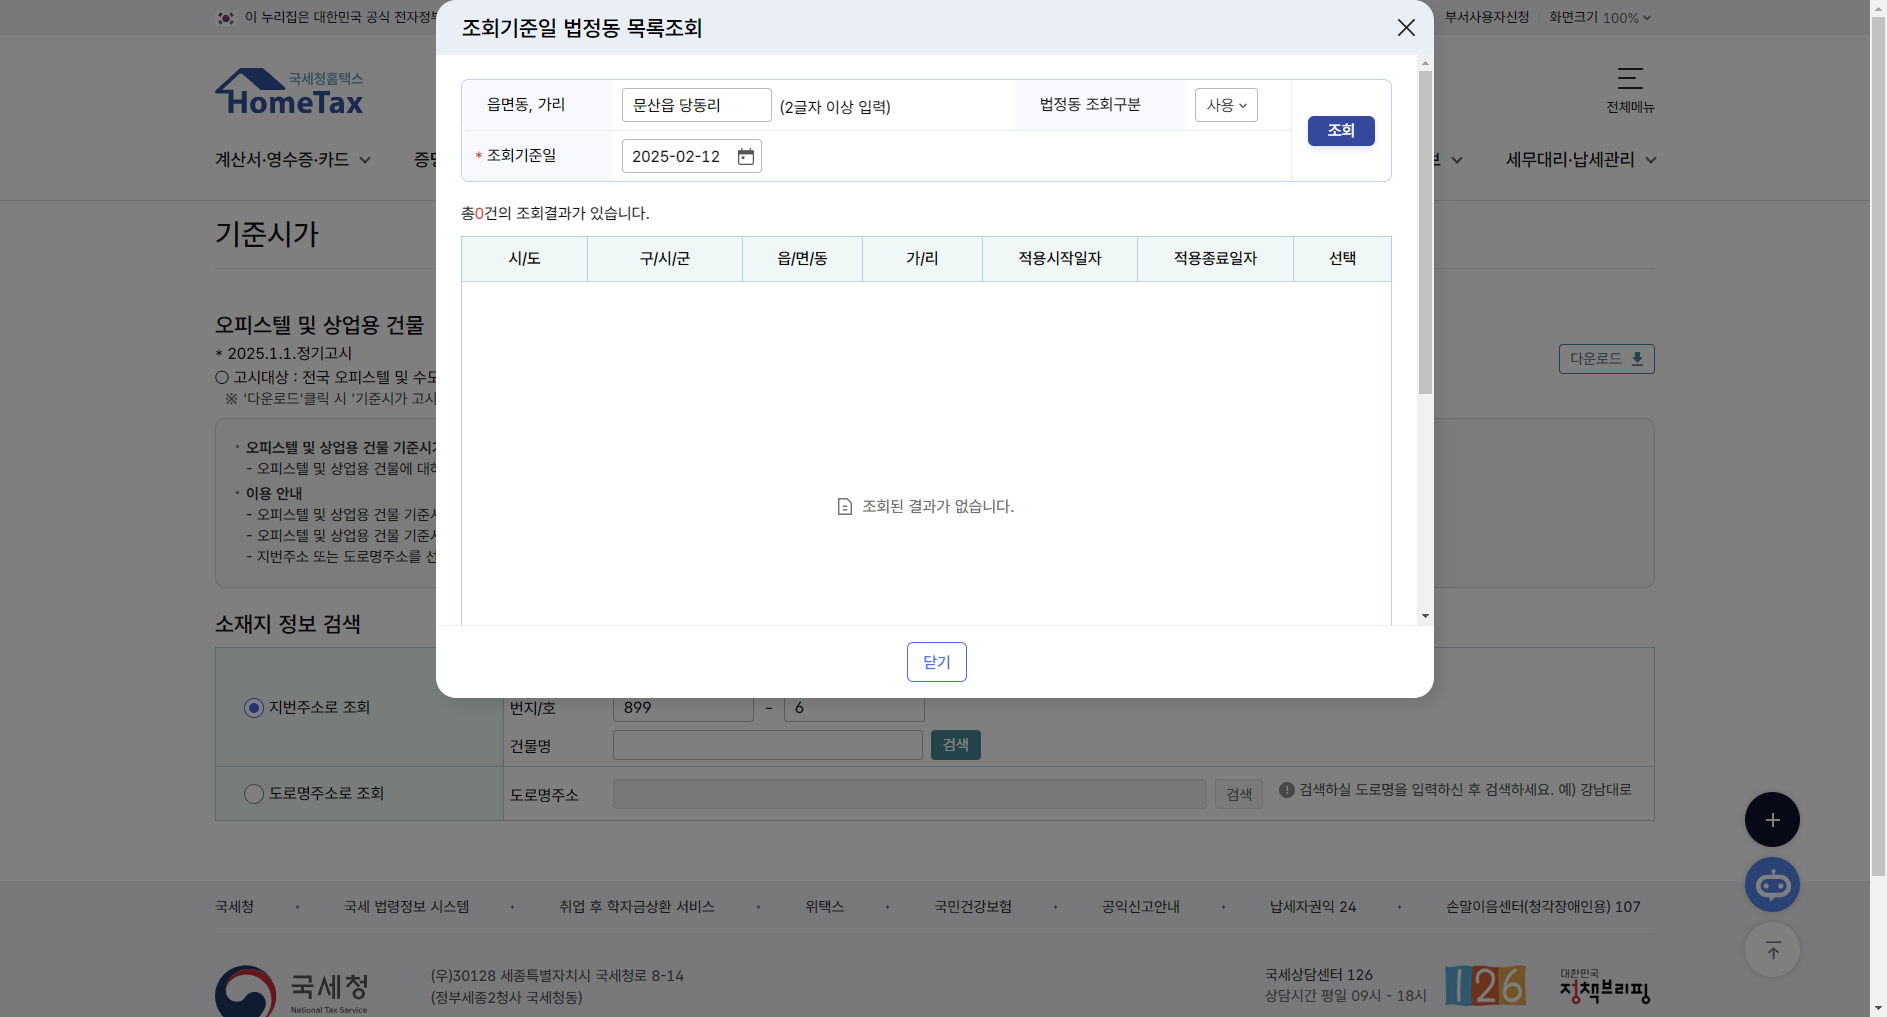 이 누리집은 대한민국 공식 전자정부
부서사용자신청
화면크기 100%
국세청홈택스
HomeTax
전체메뉴
계산서·영수증·카드
세무대리·납세관리
기준시가
오피스텔 및 상업용 건물
* 2025.1.1.정기고시
○ 고시대상 : 전국 오피스텔 및 수도
※ '다운로드'클릭 시 '기준시가 고시
다운로드
· 오피스텔 및 상업용 건물 기준시가
- 오피스텔 및 상업용 건물에 대하
· 이용 안내
- 오피스텔 및 상업용 건물 기준시
- 오피스텔 및 상업용 건물 기준시
- 지번주소 또는 도로명주소를 선
소재지 정보 검색
조회기준일 법정동 목록조회
읍면동, 가리
문산읍 당동리
(2글자 이상 입력)
법정동 조회구분
사용
조회
* 조회기준일
2025-02-12
총0건의 조회결과가 있습니다.
시/도
구/시/군
읍/면/동
가/리
적용시작일자
적용종료일자
선택
조회된 결과가 없습니다.
닫기
지번주소로 조회
번지/호
899
-
6
건물명
검색
도로명주소로 조회
도로명주소
검색
검색하실 도로명을 입력하신 후 검색하세요. 예) 강남대로
국세청
국세 법령정보 시스템
취업 후 학자금상환 서비스
위택스
국민건강보험
공익신고안내
납세자권익 24
손말이음센터(청각장애인용) 107
국세청
National Tax Service
(우)30128 세종특별자치시 국세청로 8-14
(정부세종2청사 국세청동)
국세상담센터 126
상담시간 평일 09시 - 18시
126
대한민국
정책브리핑